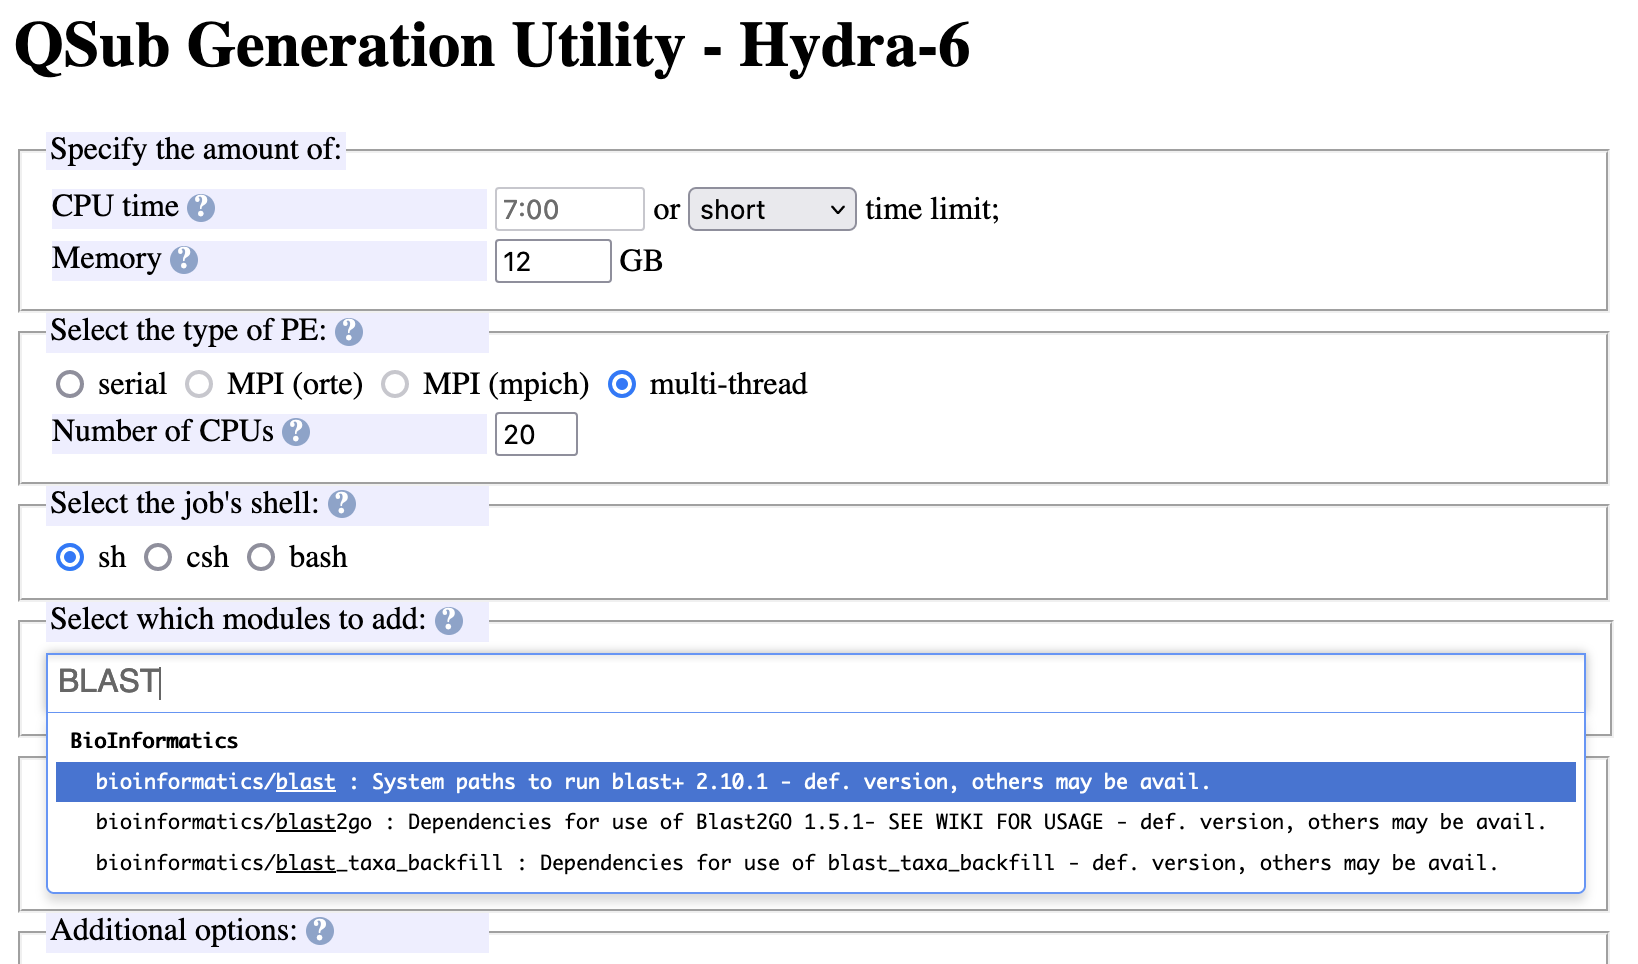 QSub Generation Utility - Hydra-6
Specify the amount of:
CPU time ? 7:00 or short time limit;
Memory ? 12 GB
Select the type of PE: ?
serial MPI (orte) MPI (mpich) multi-thread
Number of CPUs ? 20
Select the job's shell: ?
sh csh bash
Select which modules to add: ?
BLAST
BioInformatics
bioinformatics/blast : System paths to run blast+ 2.10.1 - def. version, others may be avail.
bioinformatics/blast2go : Dependencies for use of Blast2GO 1.5.1- SEE WIKI FOR USAGE - def. version, others may be avail.
bioinformatics/blast_taxa_backfill : Dependencies for use of blast_taxa_backfill - def. version, others may be avail.
Additional options: ?